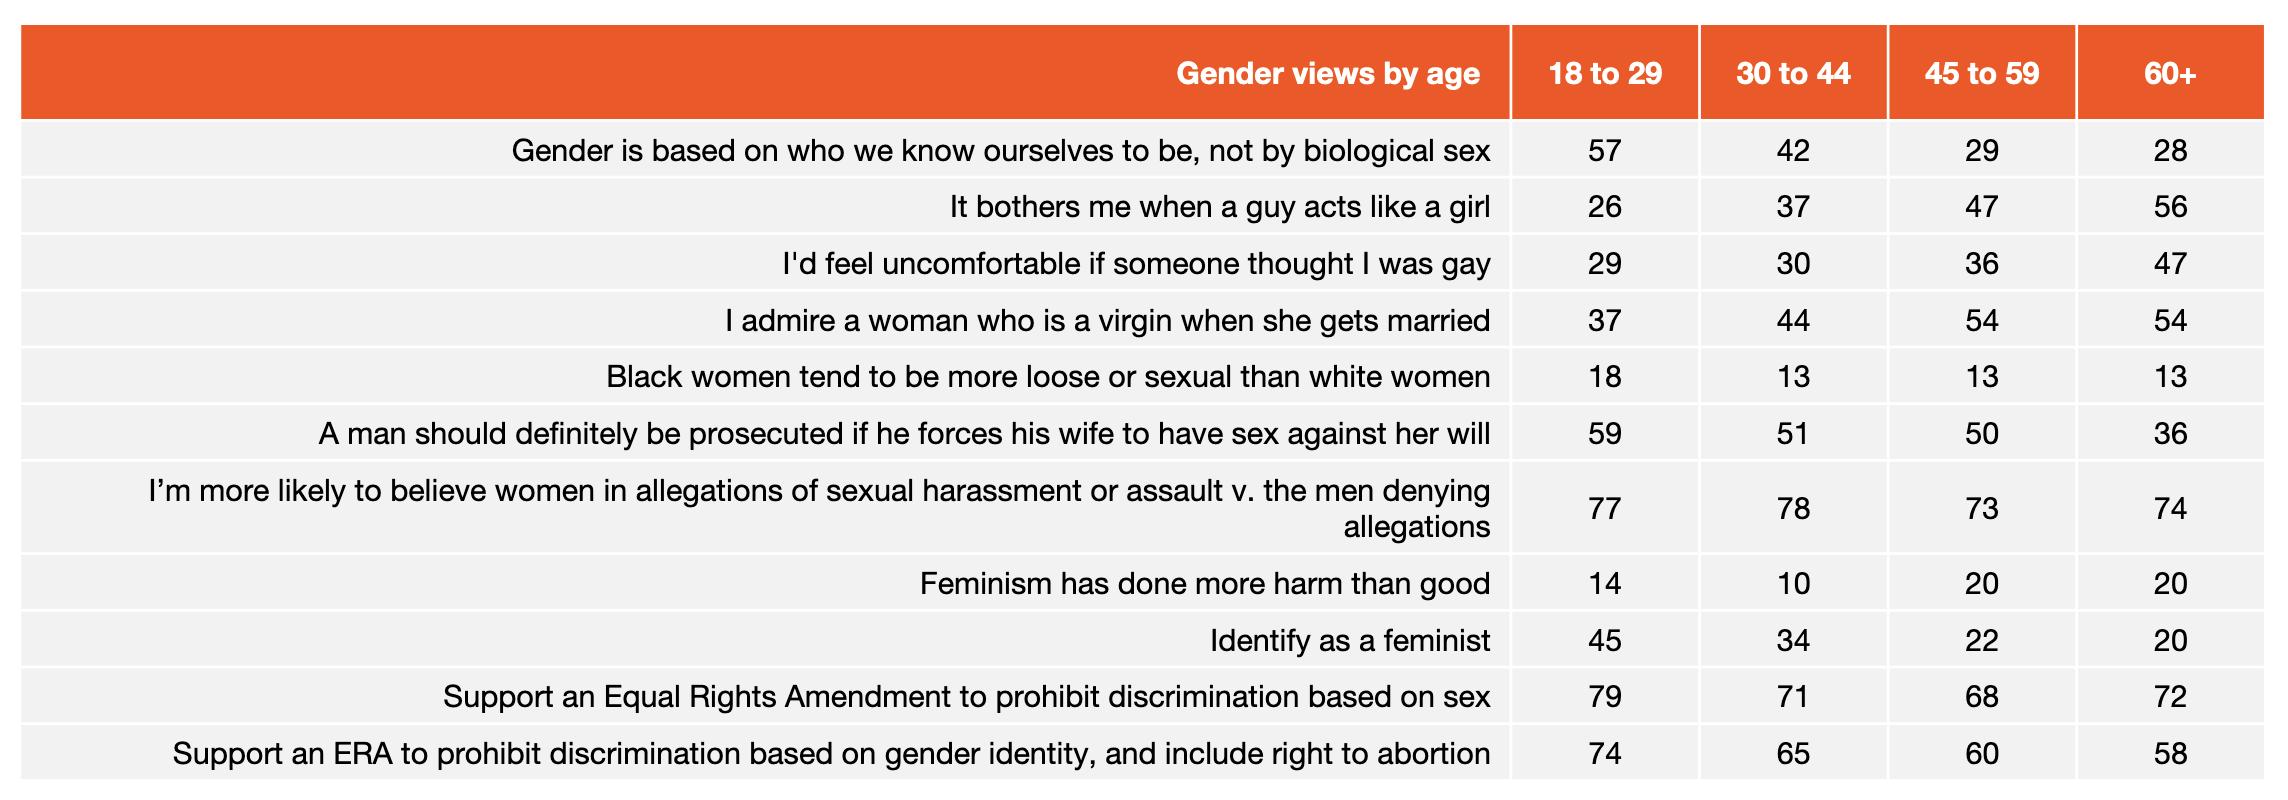 Gender views by age 18 to 29 30 to 44 45 to 59 60+
Gender is based on who we know ourselves to be, not by biological sex 57 42 29 28
It bothers me when a guy acts like a girl 26 37 47 56
I'd feel uncomfortable if someone thought I was gay 29 30 36 47
I admire a woman who is a virgin when she gets married 37 44 54 54
Black women tend to be more loose or sexual than white women 18 13 13 13
A man should definitely be prosecuted if he forces his wife to have sex against her will 59 51 50 36
I’m more likely to believe women in allegations of sexual harassment or assault v. the men denying
allegations 77 78 73 74
Feminism has done more harm than good 14 10 20 20
Identify as a feminist 45 34 22 20
Support an Equal Rights Amendment to prohibit discrimination based on sex 79 71 68 72
Support an ERA to prohibit discrimination based on gender identity, and include right to abortion 74 65 60 58